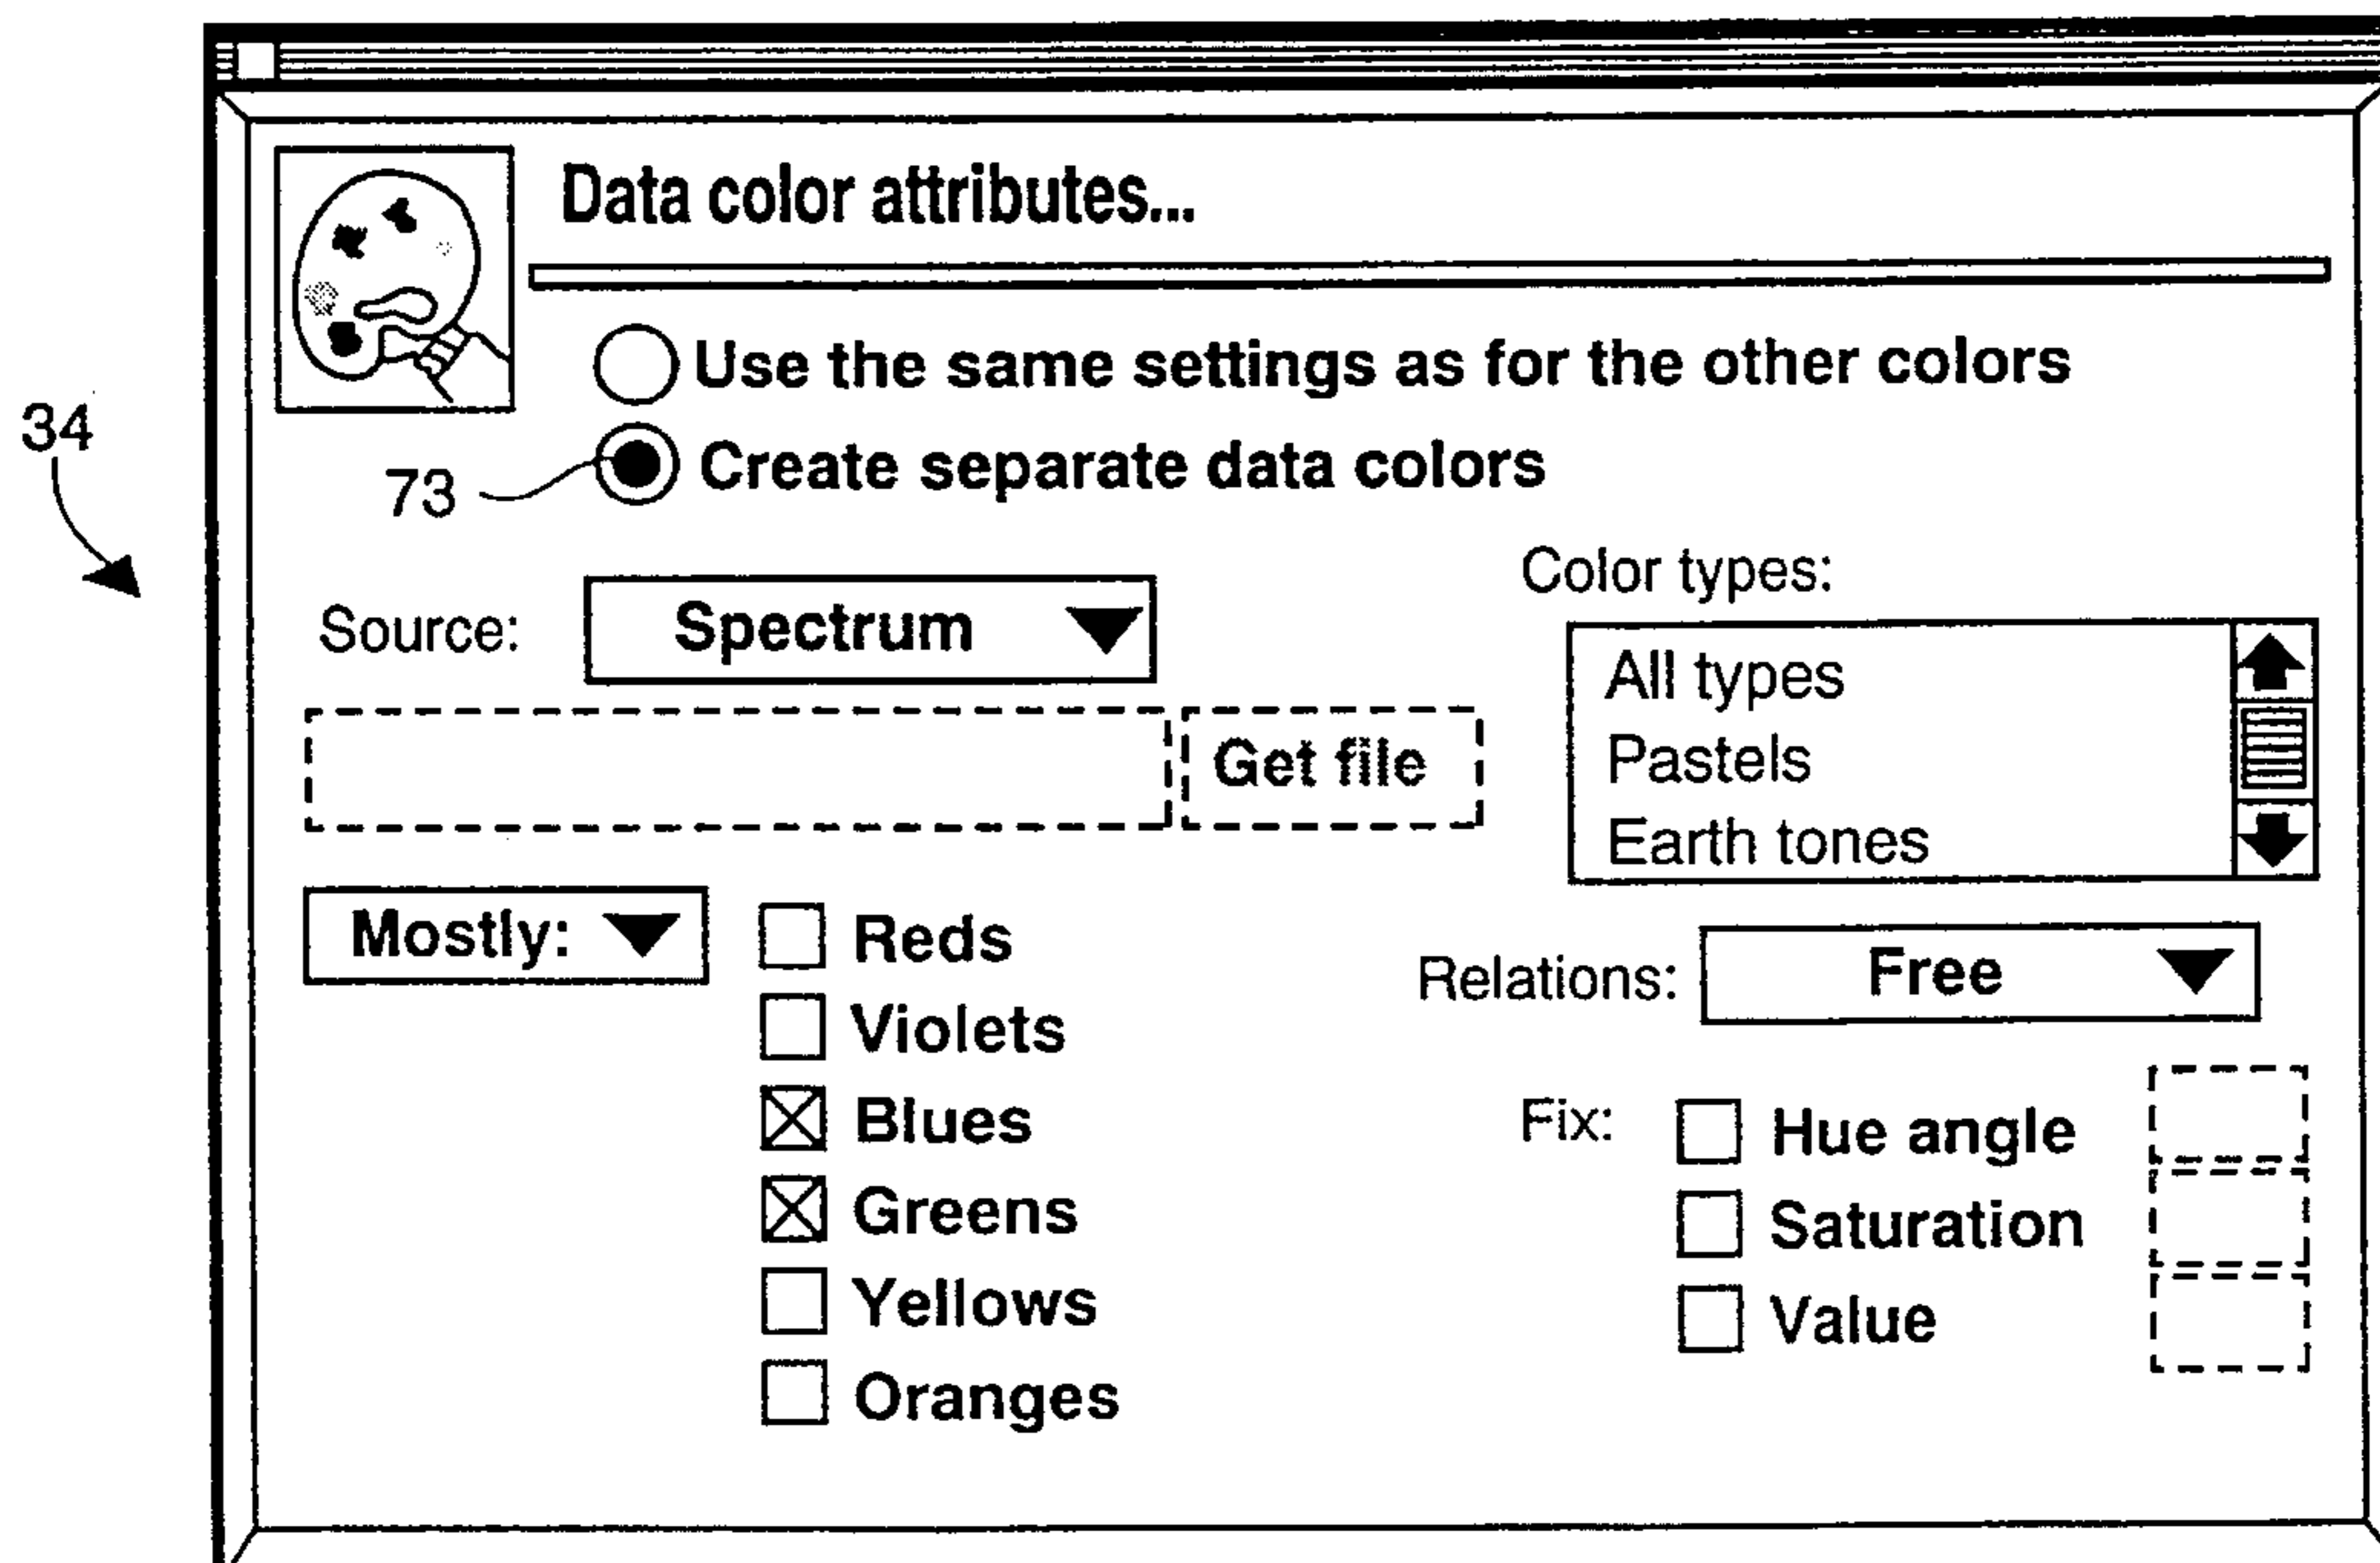 Data color attributes...
Use the same settings as for the other colors
34
73
Create separate data colors
Color types:
Source:
Spectrum
All types
Pastels
Earth tones
Get file
Mostly:
Reds
Violets
Blues
Greens
Yellows
Oranges
Relations:
Free
Fix:
Hue angle
Saturation
Value